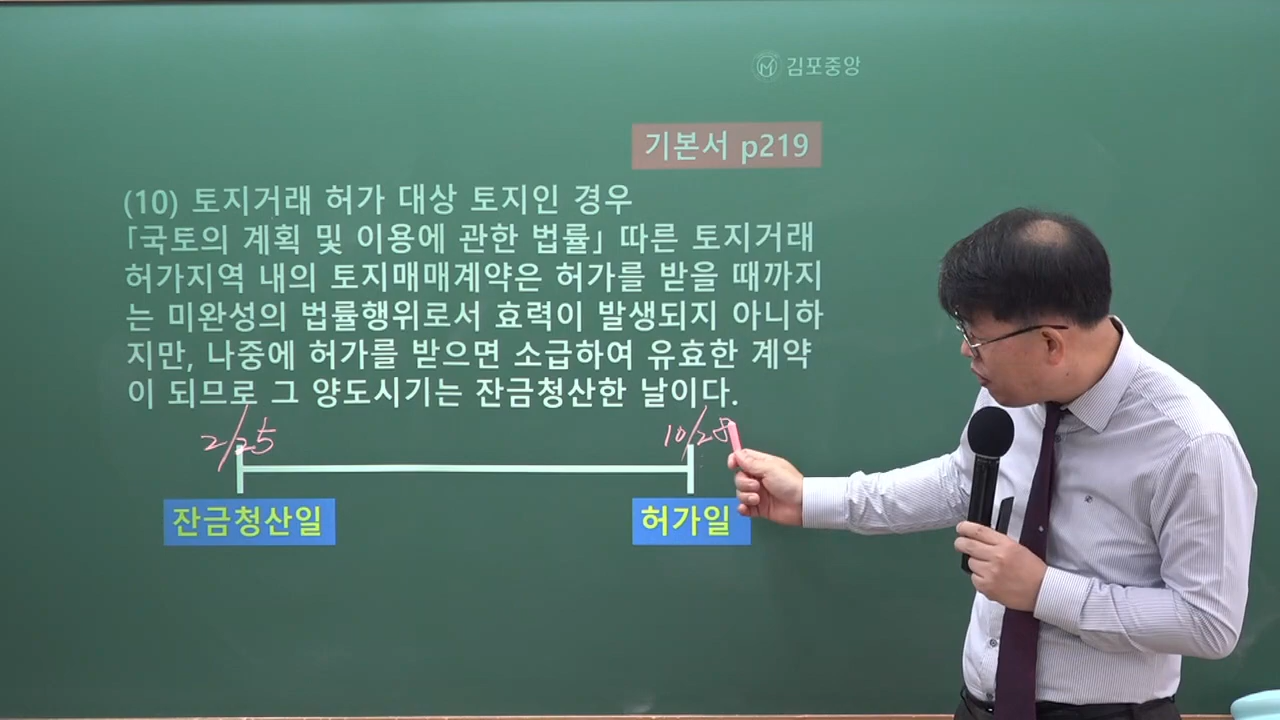 김포중앙
기본서 p219
(10) 토지거래 허가 대상 토지인 경우
「국토의 계획 및 이용에 관한 법률」 따른 토지거래
허가지역 내의 토지매매계약은 허가를 받을 때까지
는 미완성의 법률행위로서 효력이 발생되지 아니하
지만, 나중에 허가를 받으면 소급하여 유효한 계약
이 되므로 그 양도시기는 잔금청산한 날이다.
2/25 10/28
잔금청산일 허가일